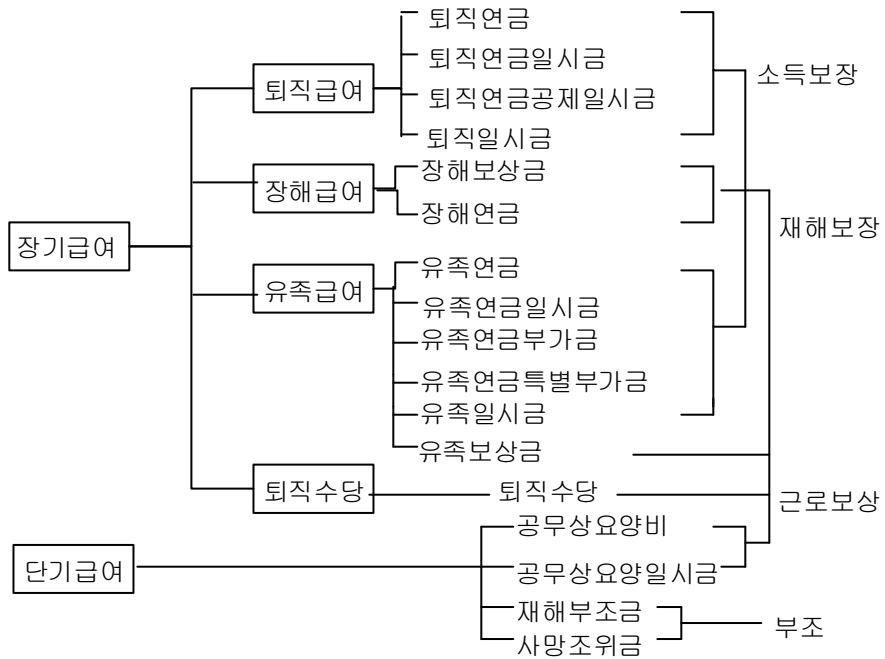 퇴직연금
퇴직연금일시금
소득보장
퇴직급여
퇴직연금공제일시금
퇴직일시금
장해급여
장해보상금
장해연금
장기급여
재해보장
유족연금
유족급여
유족연금일시금
유족연금부가금
유족연금특별부가금
유족일시금
유족보상금
퇴직수당
퇴직수당
근로보상
공무상요양비
단기급여
공무상요양일시금
재해부조금
부조
사망조위금